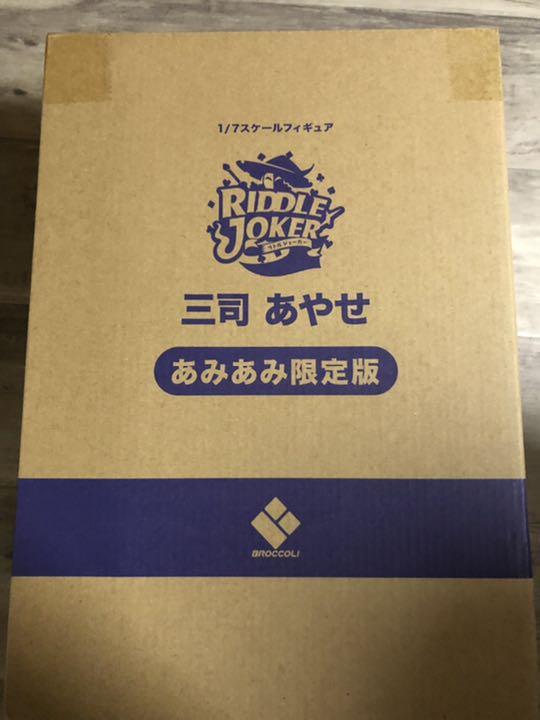 1/7スケールフィギュア
RIDDLE
JOKER
リドルジョーカー
三司 あやせ
あみあみ限定版
BROCCOLI